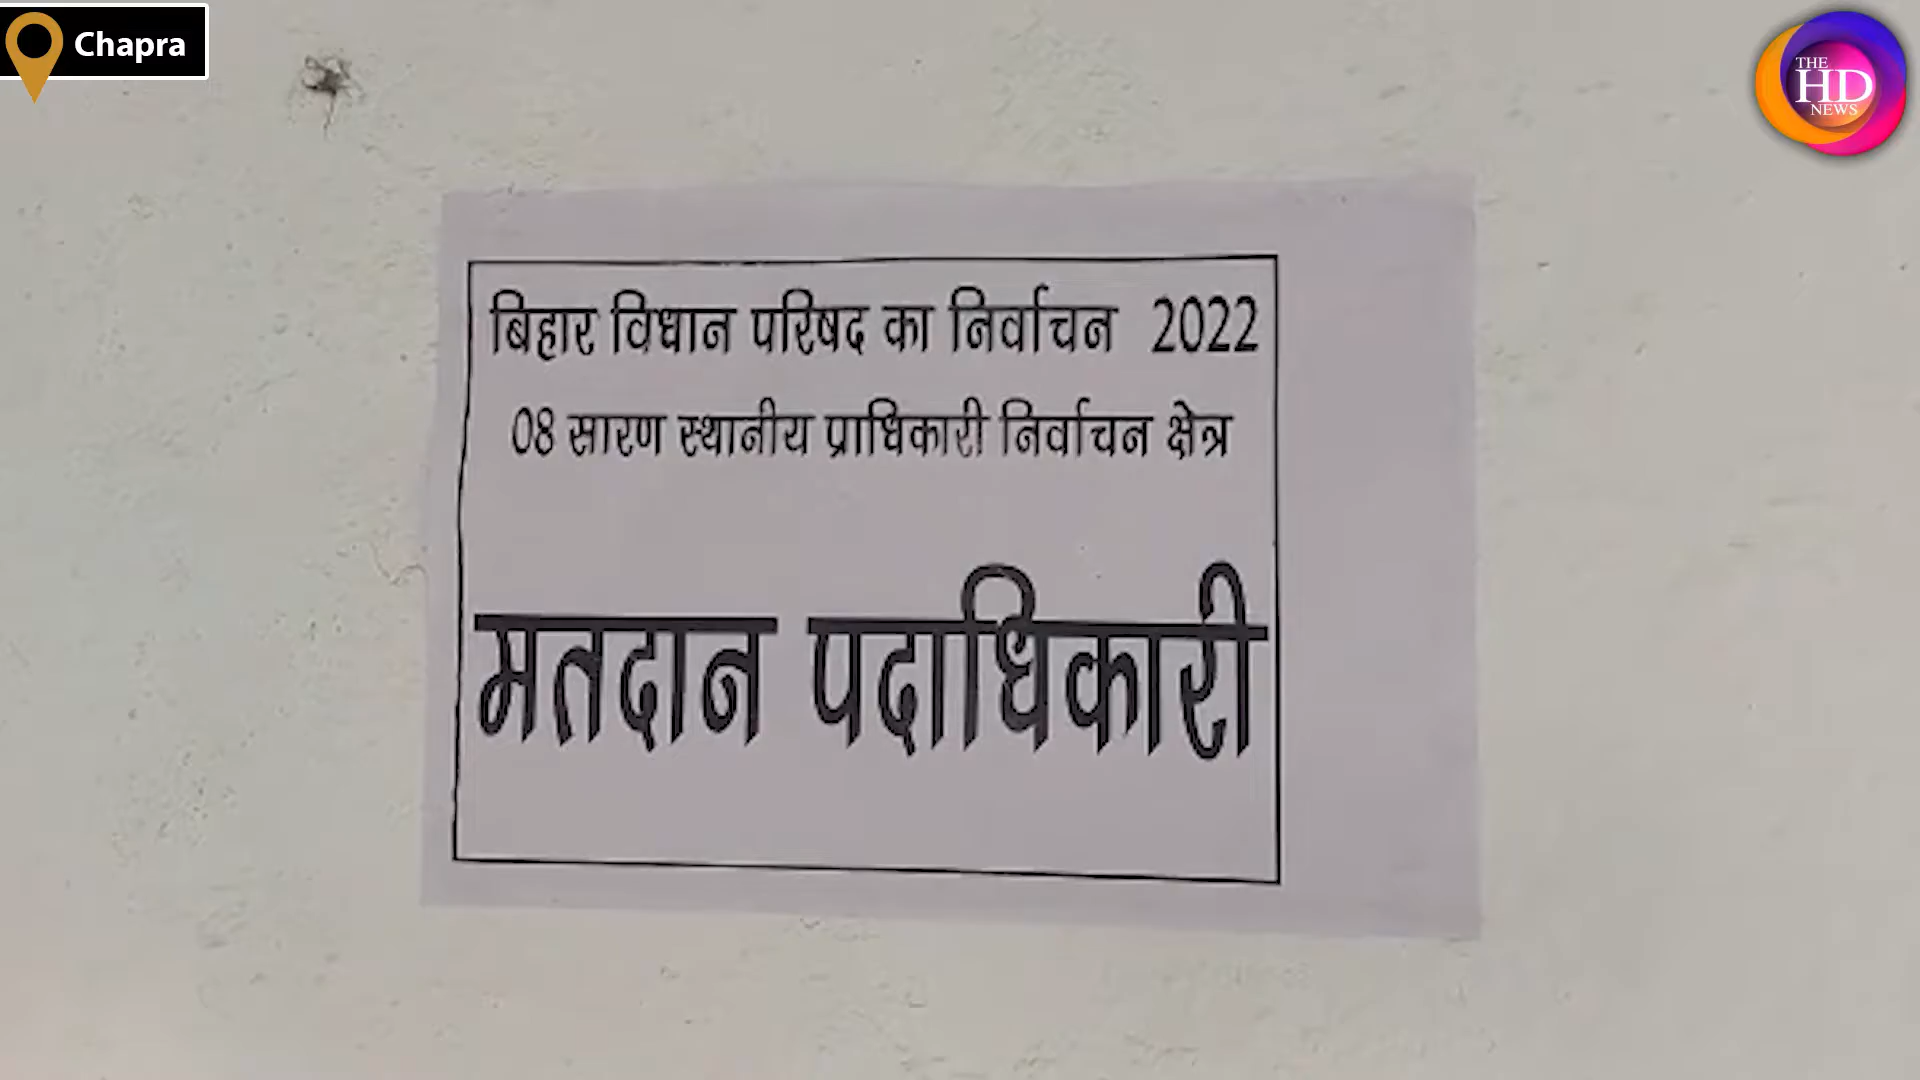 Chapra
THE
HD
NEWS
बिहार विधान परिषद का निर्वाचन 2022
08 सारण स्थानीय प्राधिकारी निर्वाचन क्षेत्र
मतदान पदाधिकारी